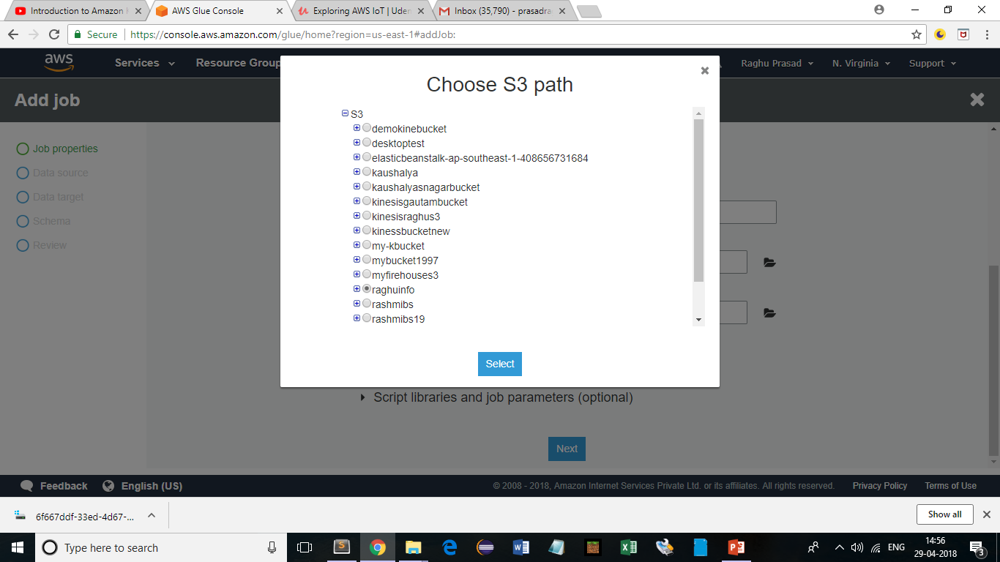 Introduction to Amazon
AWS Glue Console
Exploring AWS IoT | Uder
Inbox (35,790) - prasadra
Secure
https://console.aws.amazon.com/glue/home?region=us-east-1#addJob:
aws
Services
Resource Group
Raghu Prasad
N. Virginia
Support
Add job
Choose S3 path
Job properties
Data source
Data target
Schema
Review
S3
demokinebucket
desktoptest
elasticbeanstalk-ap-southeast-1-408656731684
kaushalya
kaushalyasnagarbucket
kinesisgautambucket
kinesisraghus3
kinessbucketnew
my-kbucket
mybucket1997
myfirehouses3
raghuinfo
rashmibs
rashmibs19
Select
Script libraries and job parameters (optional)
Next
Feedback
English (US)
© 2008 - 2018, Amazon Internet Services Private Ltd. or its affiliates. All rights reserved.
Privacy Policy
Terms of Use
6f667ddf-33ed-4d67-...
Show all
Type here to search
ENG
14:56
29-04-2018
3